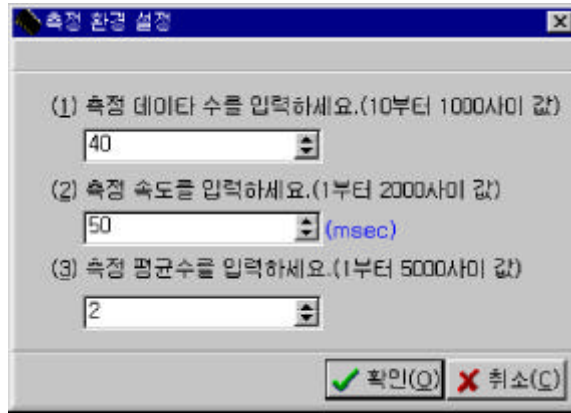 측정 환경 설정
(1) 측정 데이타 수를 입력하세요.(10부터 1000사이 값)
40
(2) 측정 속도를 입력하세요.(1부터 2000사이 값)
50 (msec)
(3) 측정 평균수를 입력하세요.(1부터 5000사이 값)
2
확인(O) 취소(C)